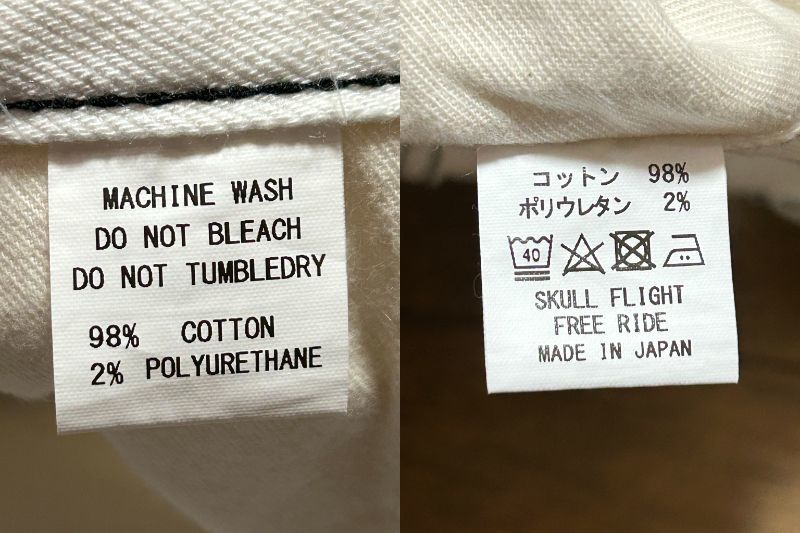 MACHINE WASH
DO NOT BLEACH
DO NOT TUMBLEDRY
98% COTTON
2% POLYURETHANE
コットン 98%
ポリウレタン 2%
40
SKULL FLIGHT
FREE RIDE
MADE IN JAPAN